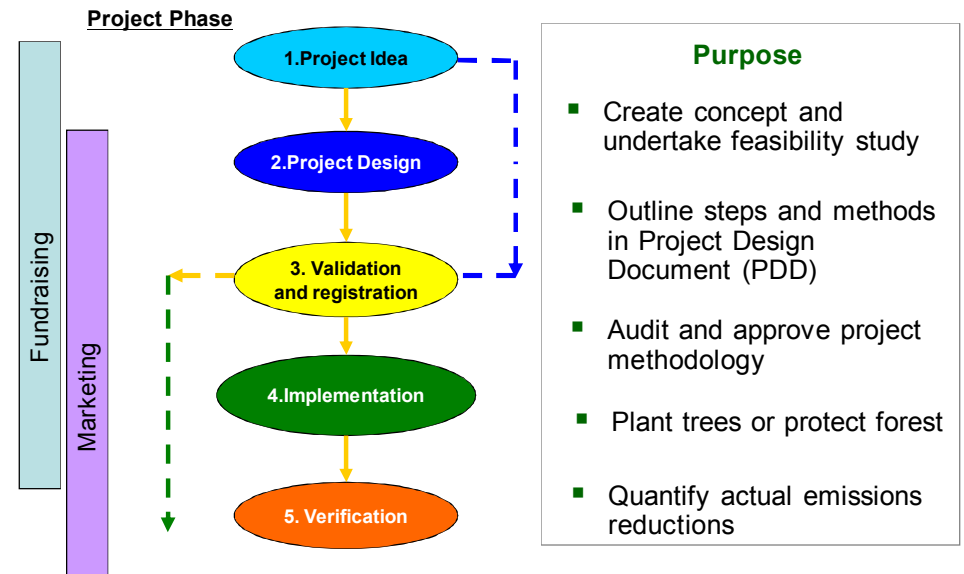 Project Phase
Fundraising
Marketing
1.Project Idea
2.Project Design
3. Validation
and registration
4.Implementation
5. Verification
Purpose
▪ Create concept and
undertake feasibility study
▪ Outline steps and methods
in Project Design
Document (PDD)
▪ Audit and approve project
methodology
▪ Plant trees or protect forest
▪ Quantify actual emissions
reductions